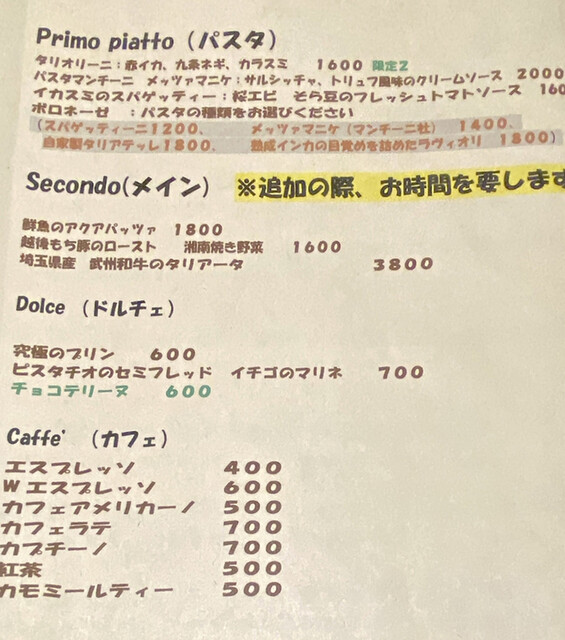 Primo piatto（パスタ）
タリオリーニ：赤イカ、九条ネギ、カラスミ　1600 限定2
パスタマンチーニ　メッツァマニケ：サルシッチャ、トリュフ風味のクリームソース　2000
イカスミのスパゲッティー：桜エビ　そら豆のフレッシュトマトソース　160
ボロネーゼ　：パスタの種類をお選びください
（スパゲッティーニ1200、　メッツァマニケ（マンチーニ社）　1400、
自家製タリアテッレ1800、　熟成インカの目覚めを詰めたラヴィオリ　1800）
Secondo(メイン)　※追加の際、お時間を要します
鮮魚のアクアパッツァ　1800
越後もち豚のロースト　湘南焼き野菜　1600
埼玉県産　武州和牛のタリアータ　3800
Dolce （ドルチェ）
究極のプリン　600
ピスタチオのセミフレッド　イチゴのマリネ　700
チョコテリーヌ　600
Caffe’ （カフェ）
エスプレッソ　400
Wエスプレッソ　600
カフェアメリカーノ　500
カフェラテ　700
カプチーノ　700
紅茶　500
カモミールティー　500